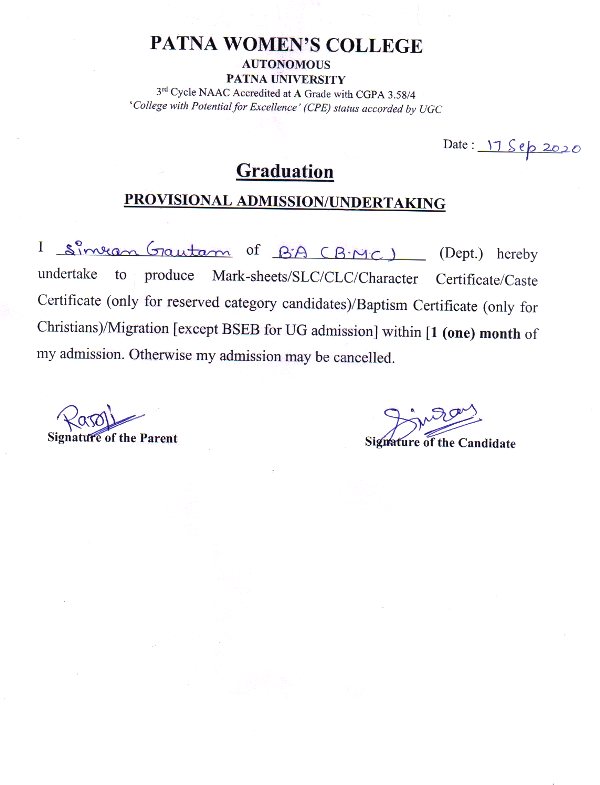 PATNA WOMEN'S COLLEGE
AUTONOMOUS
PATNA UNIVERSITY
3rd Cycle NAAC Accredited at A Grade with CGPA 3.58/4
'College with Potential for Excellence' (CPE) status accorded by UGC
Date : 17 Sep 2020
Graduation
PROVISIONAL ADMISSION/UNDERTAKING
I Simran Gautam of B.A (B.MC) (Dept.) hereby
undertake to produce Mark-sheets/SLC/CLC/Character Certificate/Caste
Certificate (only for reserved category candidates)/Baptism Certificate (only for
Christians)/Migration [except BSEB for UG admission] within [1 (one) month of
my admission. Otherwise my admission may be cancelled.
Simran
Signature of the Parent
Signature of the Candidate